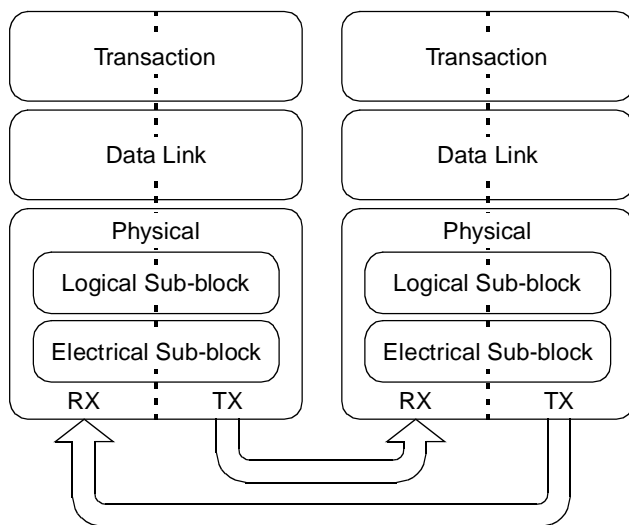 Transaction
Data Link
Physical
Logical Sub-block
Electrical Sub-block
RX TX
Transaction
Data Link
Physical
Logical Sub-block
Electrical Sub-block
RX TX